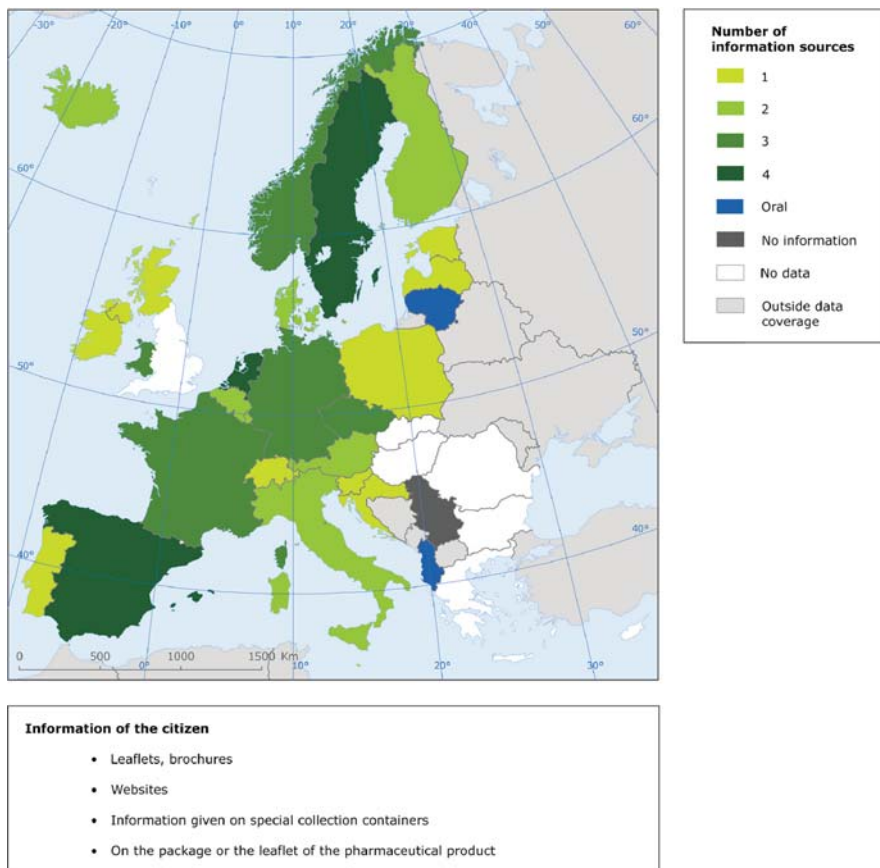 -30°
-20°
-10°
0°
10°
20°
30°
40°
50°
60°
Number of
information sources
1
2
3
4
Oral
No information
No data
Outside data
coverage
60°
60°
50°
50°
40°
40°
0
500
1000
1500 Km
0°
10°
20°
30°
Information of the citizen
• Leaflets, brochures
• Websites
• Information given on special collection containers
• On the package or the leaflet of the pharmaceutical product